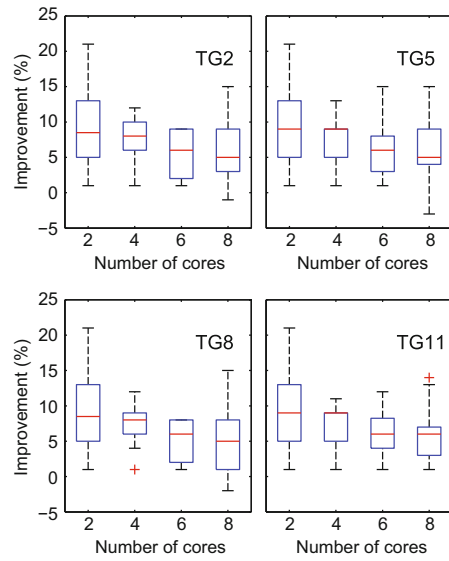 25
20
15
10
5
0
−5
Improvement (%)
TG2
2 4 6 8
Number of cores
TG5
2 4 6 8
Number of cores
25
20
15
10
5
0
−5
Improvement (%)
TG8
2 4 6 8
Number of cores
TG11
2 4 6 8
Number of cores